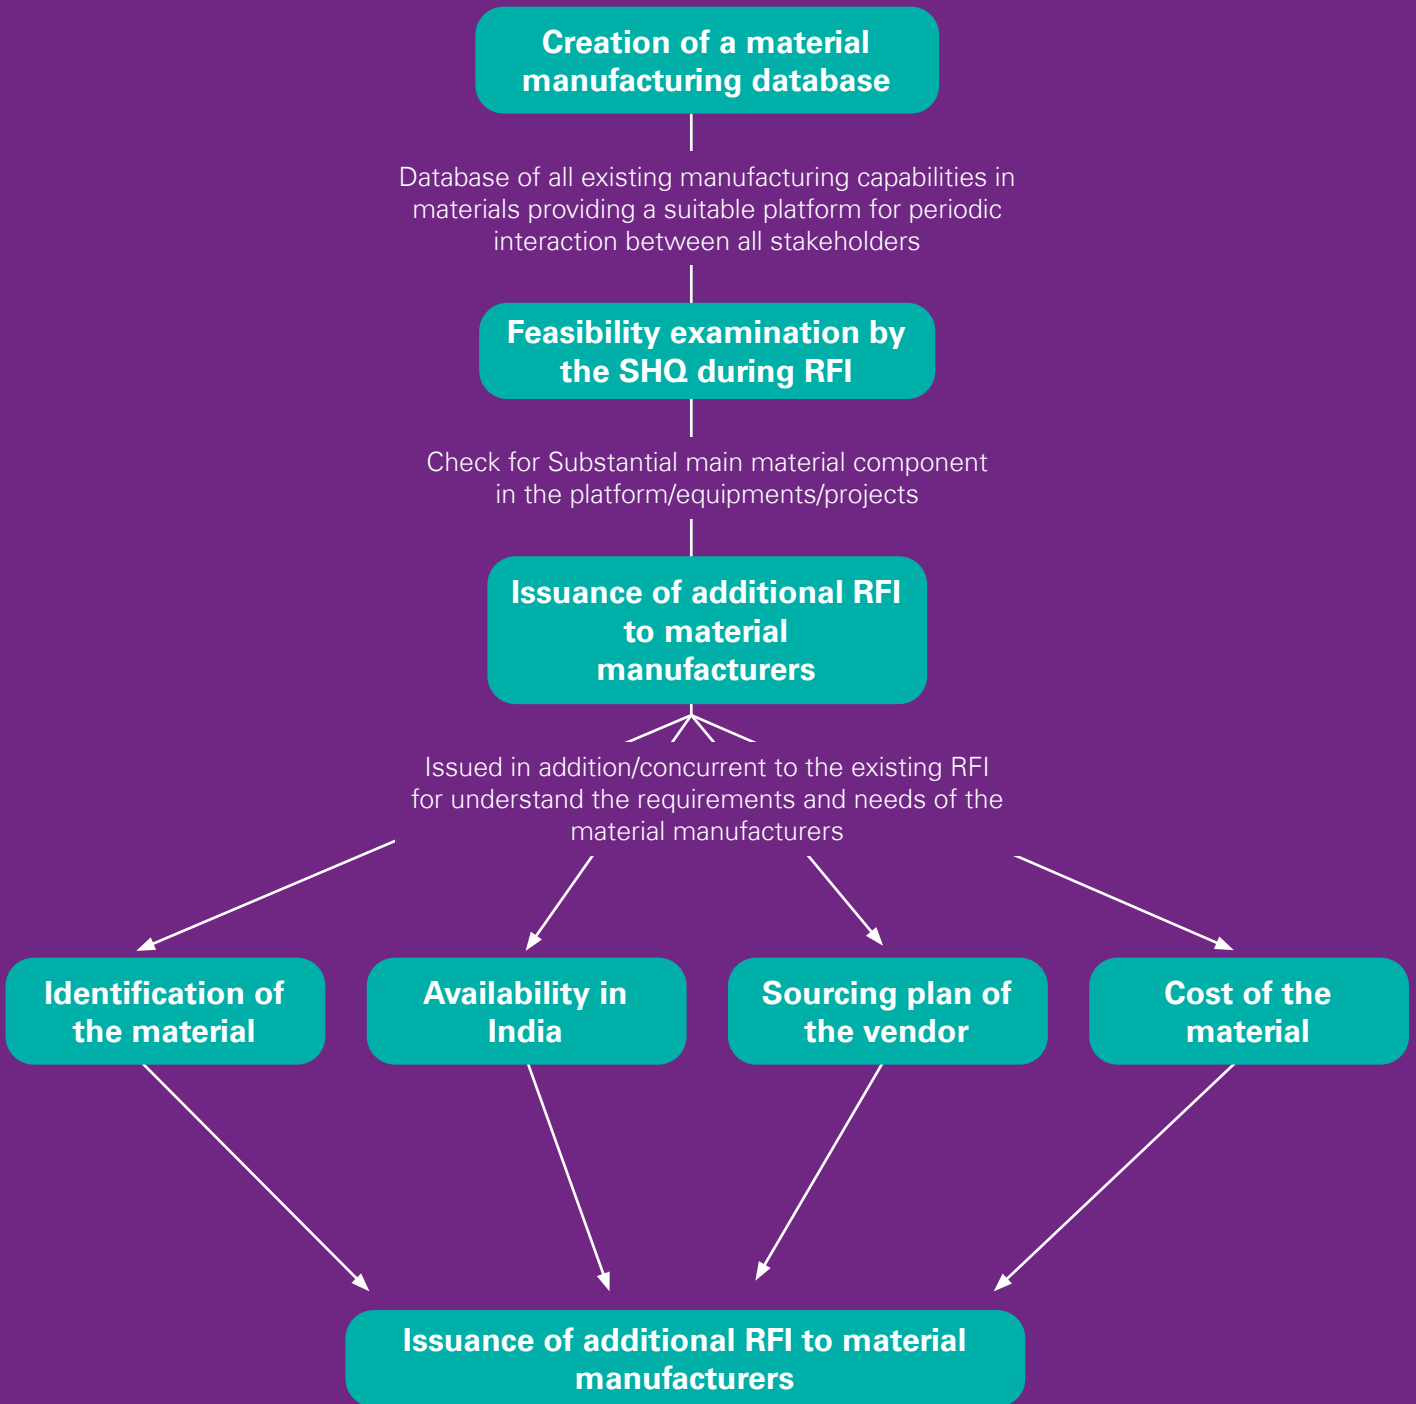 Creation of a material
manufacturing database
Database of all existing manufacturing capabilities in
materials providing a suitable platform for periodic
interaction between all stakeholders
Feasibility examination by
the SHQ during RFI
Check for Substantial main material component
in the platform/equipments/projects
Issuance of additional RFI
to material
manufacturers
Issued in addition/concurrent to the existing RFI
for understand the requirements and needs of the
material manufacturers
Identification of
the material
Availability in
India
Sourcing plan of
the vendor
Cost of the
material
Issuance of additional RFI to material
manufacturers